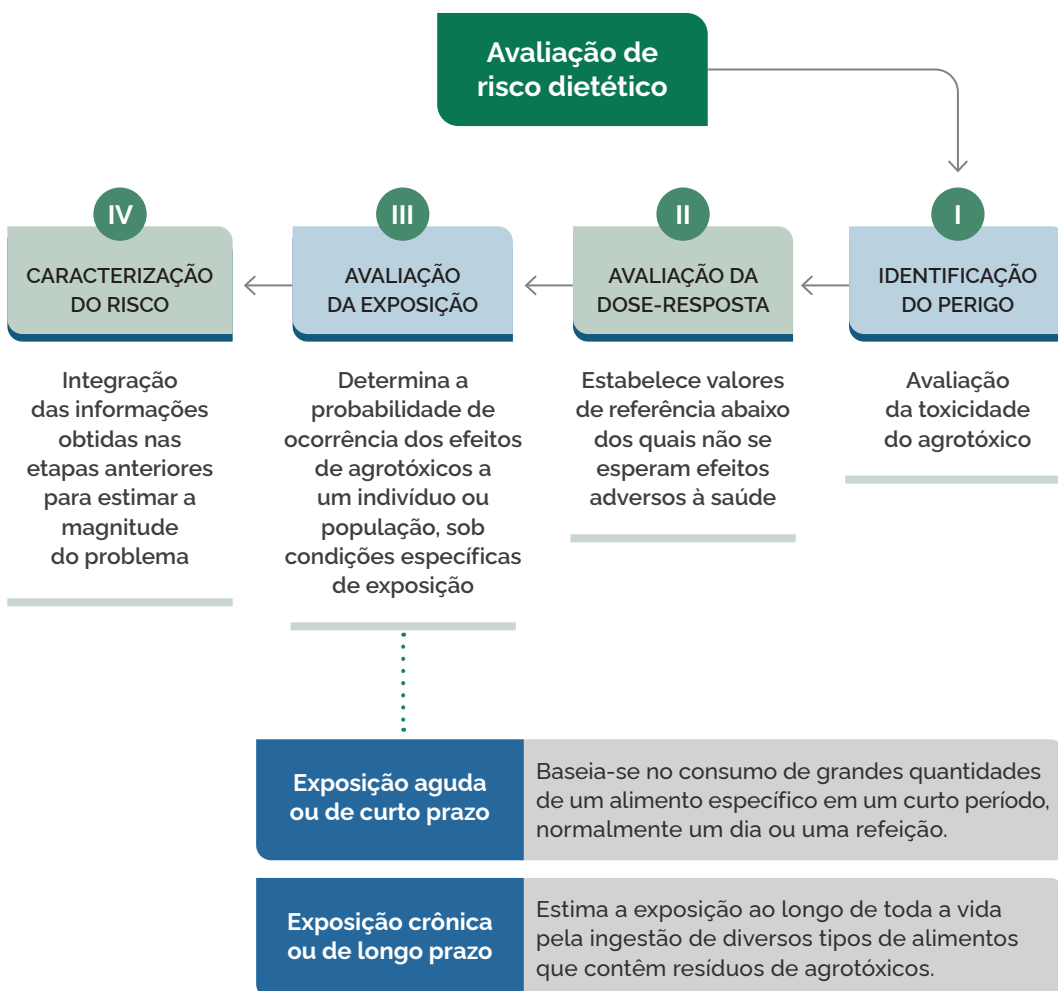 Avaliação de
risco dietético
I
IDENTIFICAÇÃO
DO PERIGO
Avaliação
da toxicidade
do agrotóxico
II
AVALIAÇÃO DA
DOSE-RESPOSTA
Estabelece valores
de referência abaixo
dos quais não se
esperam efeitos
adversos à saúde
III
AVALIAÇÃO
DA EXPOSIÇÃO
Determina a
probabilidade de
ocorrência dos efeitos
de agrotóxicos a
um indivíduo ou
população, sob
condições específicas
de exposição
IV
CARACTERIZAÇÃO
DO RISCO
Integração
das informações
obtidas nas
etapas anteriores
para estimar a
magnitude
do problema
Exposição aguda
ou de curto prazo
Baseia-se no consumo de grandes quantidades
de um alimento específico em um curto período,
normalmente um dia ou uma refeição.
Exposição crônica
ou de longo prazo
Estima a exposição ao longo de toda a vida
pela ingestão de diversos tipos de alimentos
que contêm resíduos de agrotóxicos.